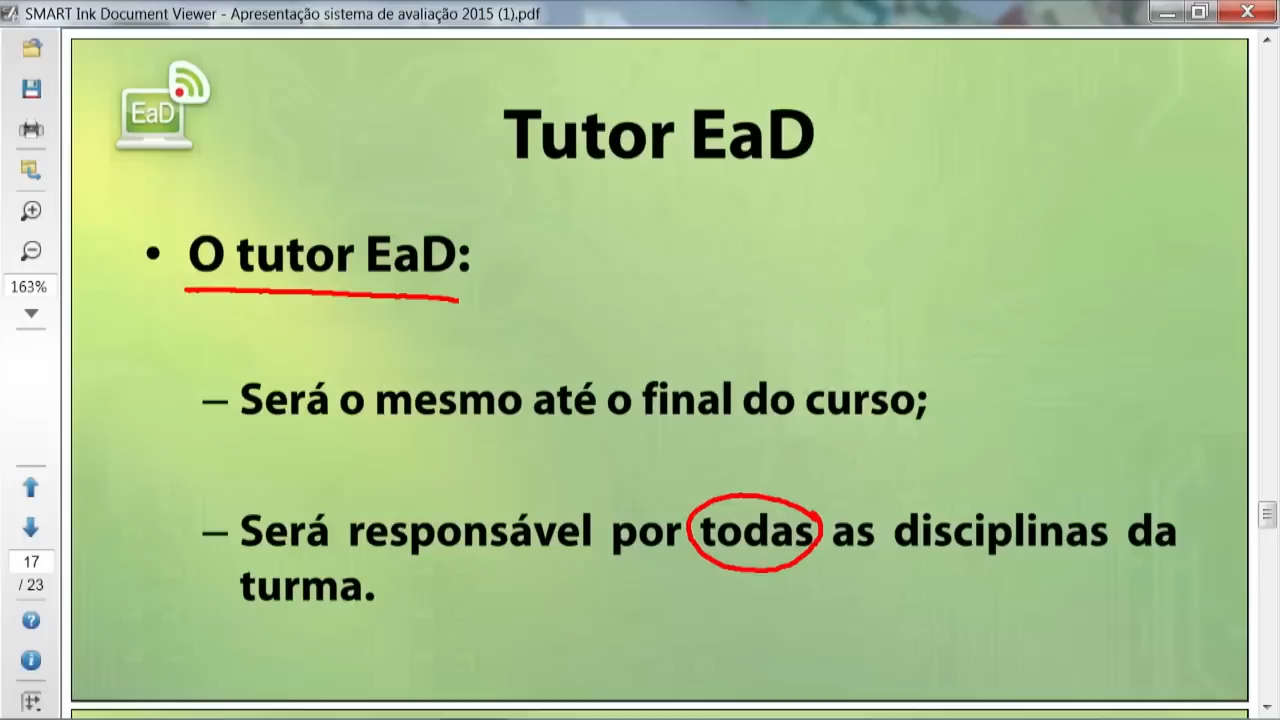 SMART Ink Document Viewer - Apresentação sistema de avaliação 2015 (1).pdf
EaD
Tutor EaD
• O tutor EaD:
– Será o mesmo até o final do curso;
– Será responsável por todas as disciplinas da
turma.
163%
17
/ 23